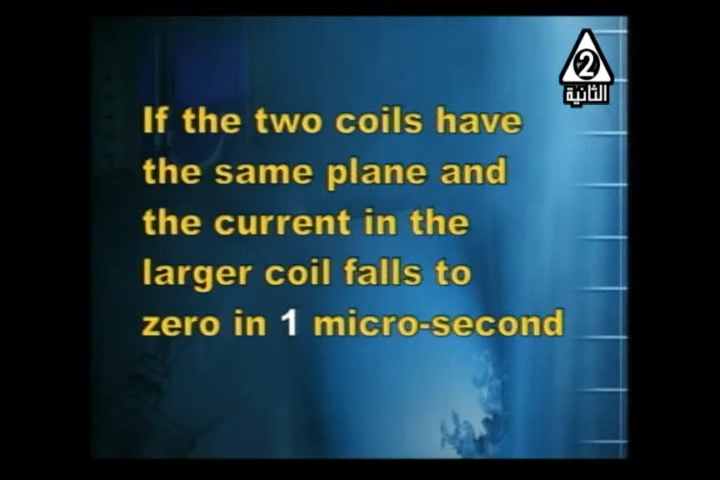 2
الثانية
If the two coils have
the same plane and
the current in the
larger coil falls to
zero in 1 micro-second